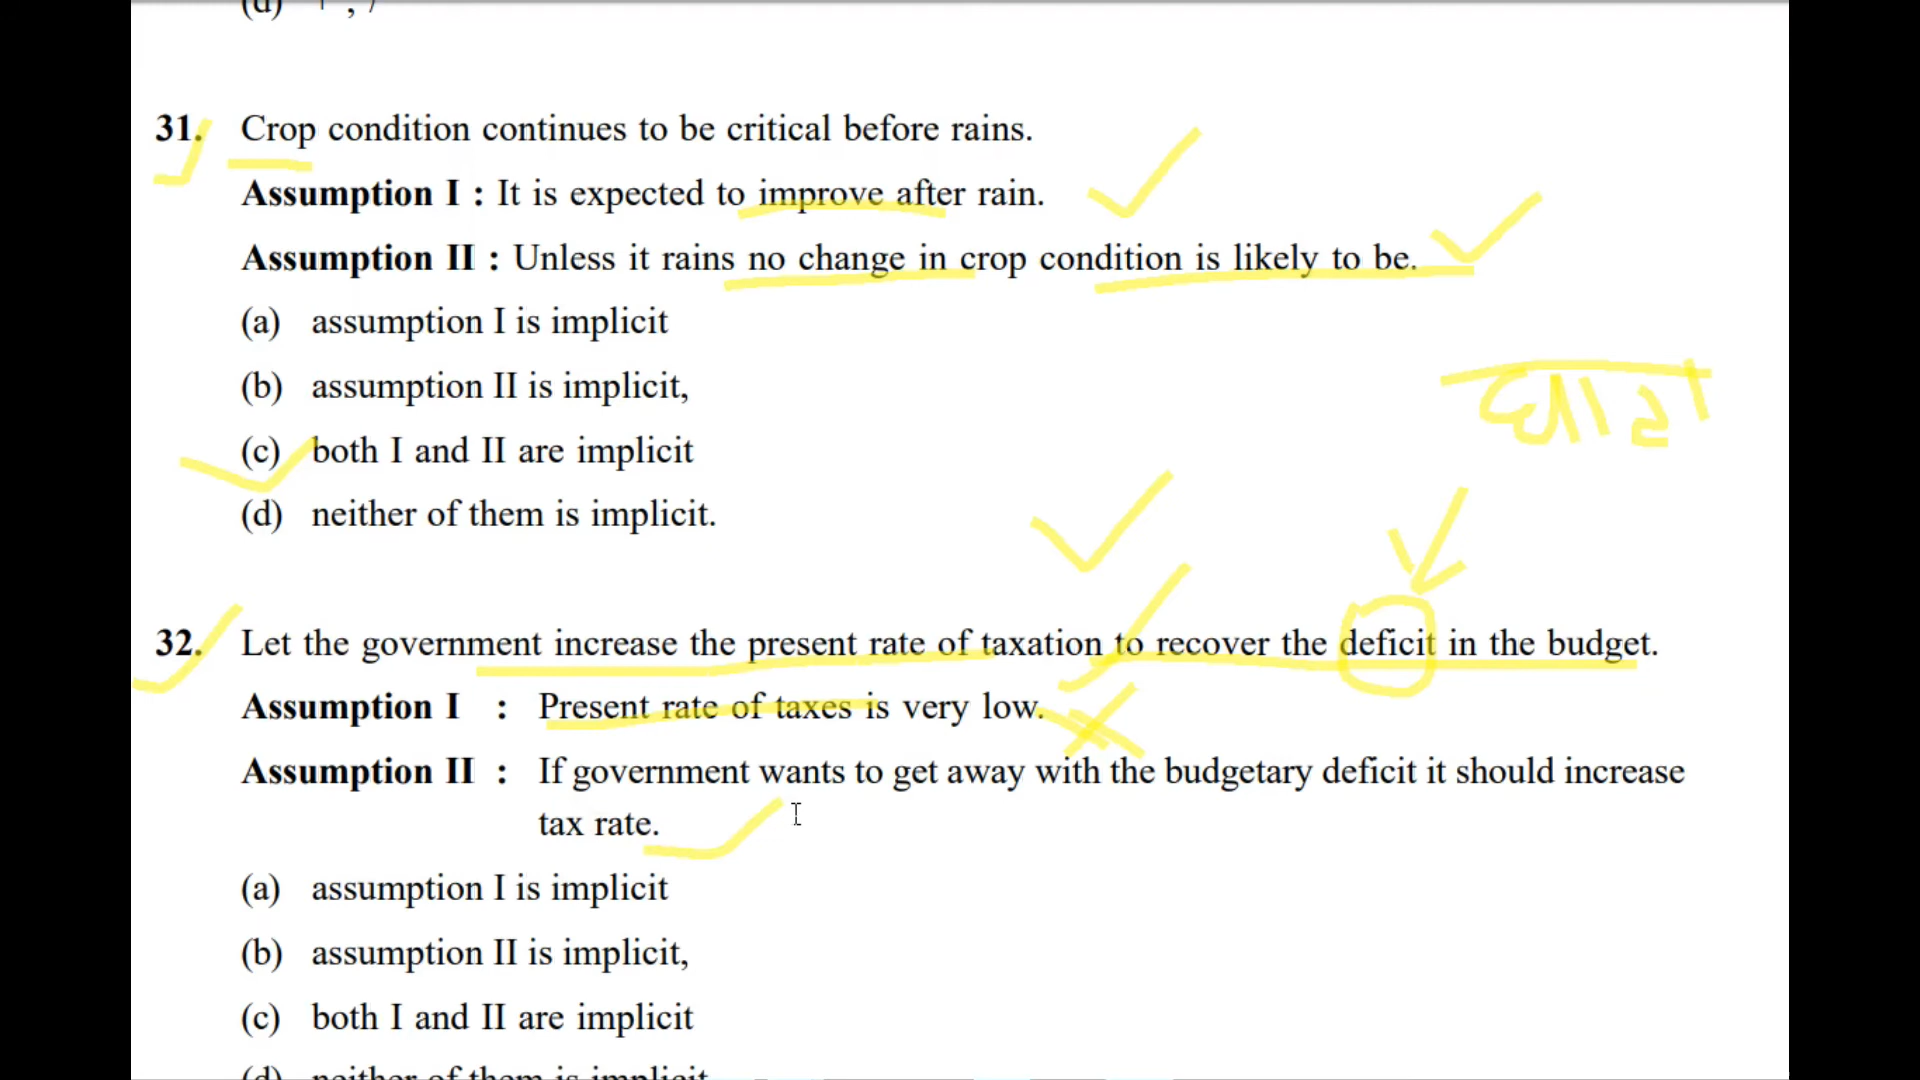 31. Crop condition continues to be critical before rains.
Assumption I : It is expected to improve after rain.
Assumption II : Unless it rains no change in crop condition is likely to be.
(a) assumption I is implicit
(b) assumption II is implicit,
(c) both I and II are implicit
(d) neither of them is implicit.
घाटा
32. Let the government increase the present rate of taxation to recover the deficit in the budget.
Assumption I : Present rate of taxes is very low.
Assumption II : If government wants to get away with the budgetary deficit it should increase
tax rate.
(a) assumption I is implicit
(b) assumption II is implicit,
(c) both I and II are implicit
(d) neither of them is implicit